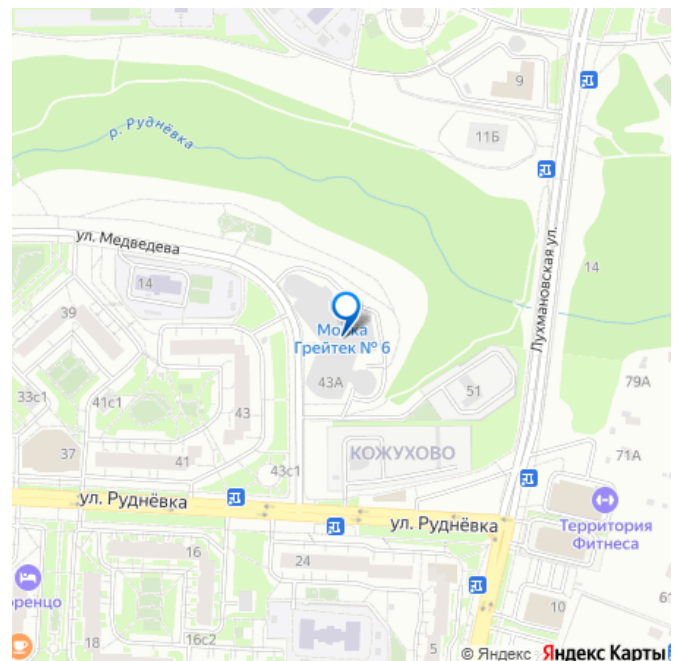 9
11Б
р. Руднёвка
ул. Медведева
Лухмановская ул.
14
14
39
Мойка
Грейтек № 6
43А
51
79А
33с1
41с1
43
КОЖУХОВО
37
41
43с1
71А
ул. Руднёвка
ул. Руднёвка
Территория
Фитнеса
16
24
оренцо
10
61
18
16с2
5
© Яндекс Яндекс Карты